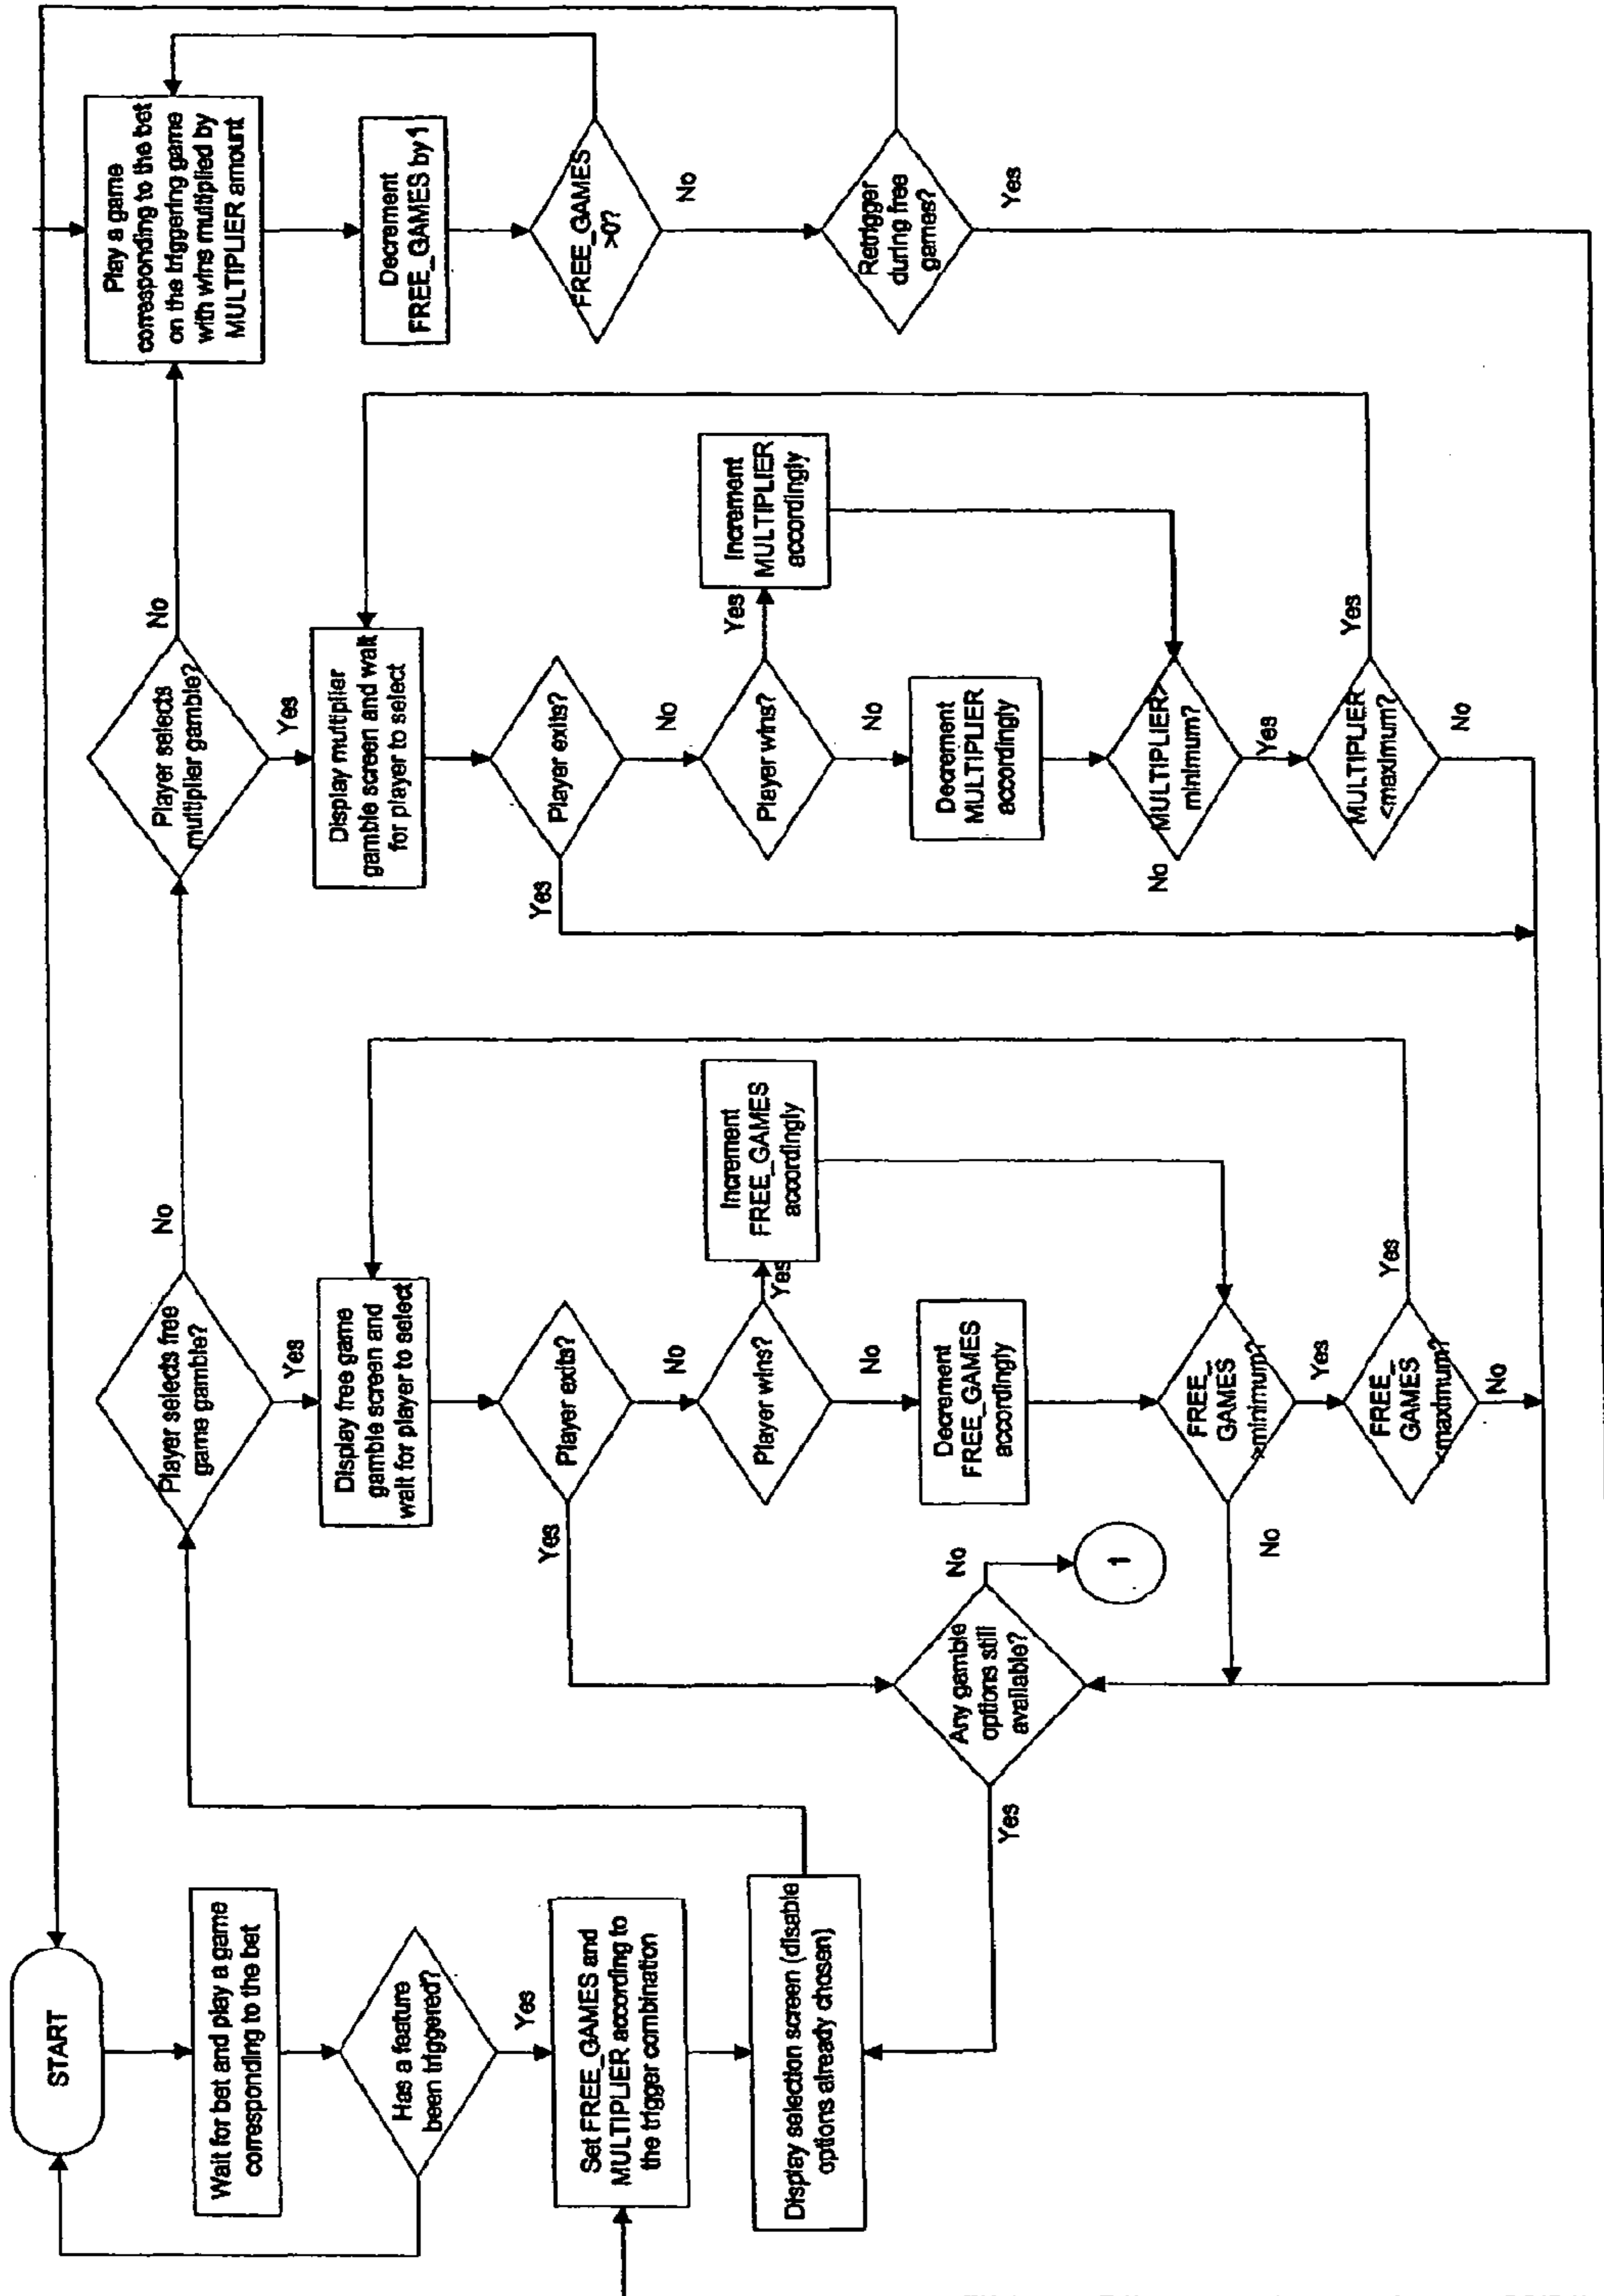 START
Wait for bet and play a game
corresponding to the bet
Has a feature
been triggered?
Yes
Set FREE_GAMES and
MULTIPLIER according to
the trigger combination
Display selection screen (disable
options already chosen)
Player selects free
game gamble?
No
Yes
Display free game
gamble screen and
wait for player to select
Player exits?
Yes
No
Player wins?
Yes
Increment
FREE_GAMES
accordingly
No
Decrement
FREE_GAMES
accordingly
FREE_
GAMES
>minimum?
No
Yes
FREE_
GAMES
<maximum?
Yes
No
Any gamble
options still
available?
Yes
No
1
Player selects
multiplier gamble?
No
Yes
Display multiplier
gamble screen and wait
for player to select
Player exits?
Yes
No
Player wins?
Yes
Increment
MULTIPLIER
accordingly
No
Decrement
MULTIPLIER
accordingly
MULTIPLIER>
minimum?
No
Yes
MULTIPLIER
<maximum?
Yes
No
Play a game
corresponding to the bet
on the triggering game
with wins multiplied by
MULTIPLIER amount
Decrement
FREE_GAMES by 1
FREE_GAMES
>0?
No
Retrigger
during free
games?
Yes